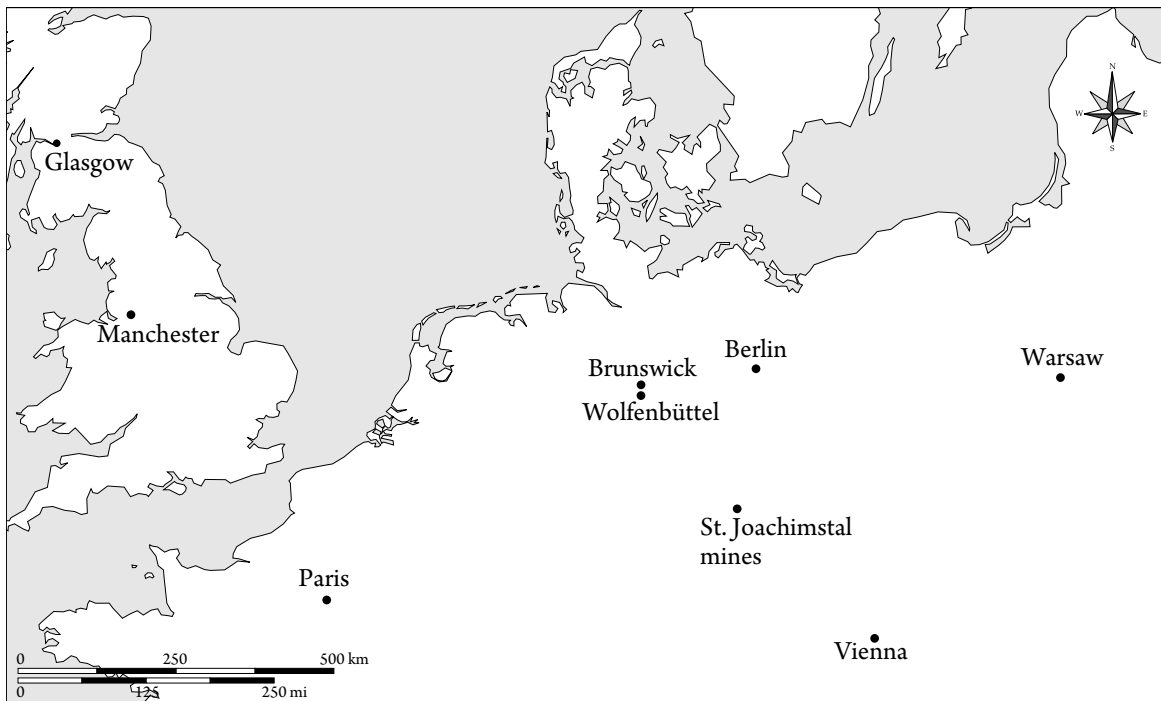 N
W E
S
Glasgow
Manchester
Berlin
Warsaw
Brunswick
Wolfenbüttel
St. Joachimstal
mines
Paris
Vienna
0 250 500 km
0 125 250 mi